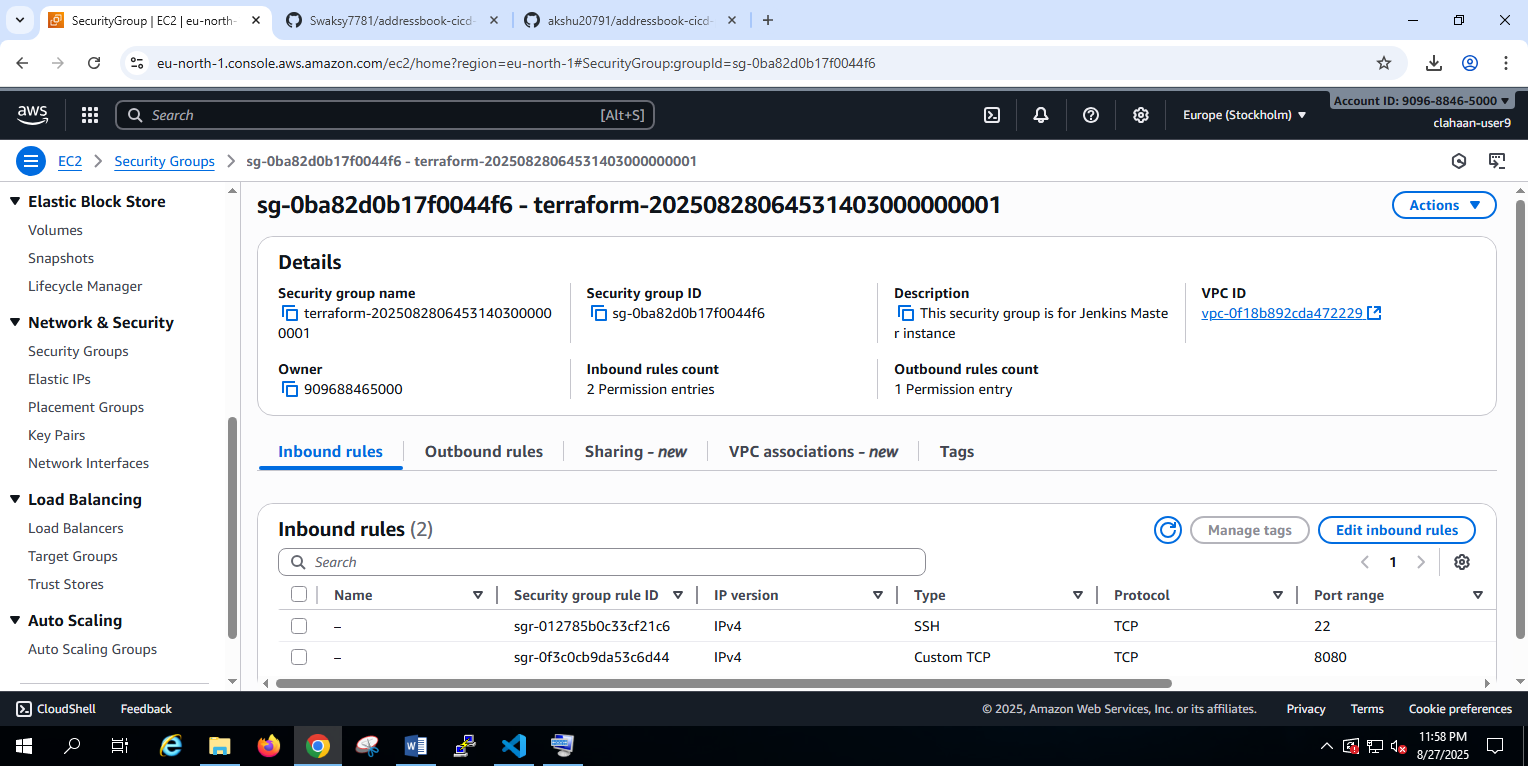 SecurityGroup | EC2 | eu-north-
Swaksy7781/addressbook-cicd-
akshu20791/addressbook-cicd-
eu-north-1.console.aws.amazon.com/ec2/home?region=eu-north-1#SecurityGroup:groupId=sg-0ba82d0b17f0044f6
aws
Search
[Alt+S]
Europe (Stockholm)
Account ID: 9096-8846-5000
clahaan-user9
EC2
Security Groups
sg-0ba82d0b17f0044f6 - terraform-20250828064531403000000001
Elastic Block Store
Volumes
Snapshots
Lifecycle Manager
Network & Security
Security Groups
Elastic IPs
Placement Groups
Key Pairs
Network Interfaces
Load Balancing
Load Balancers
Target Groups
Trust Stores
Auto Scaling
Auto Scaling Groups
sg-0ba82d0b17f0044f6 - terraform-20250828064531403000000001
Actions
Details
Security group name
terraform-202508280645314030000​00
0001
Security group ID
sg-0ba82d0b17f0044f6
Description
This security group is for Jenkins Maste
r instance
VPC ID
vpc-0f18b892cda472229
Owner
909688465000
Inbound rules count
2 Permission entries
Outbound rules count
1 Permission entry
Inbound rules
Outbound rules
Sharing - new
VPC associations - new
Tags
Inbound rules (2)
Manage tags
Edit inbound rules
Search
1
Name
Security group rule ID
IP version
Type
Protocol
Port range
– sgr-012785b0c33cf21c6 IPv4 SSH TCP 22
– sgr-0f3c0cb9da53c6d44 IPv4 Custom TCP TCP 8080
CloudShell
Feedback
© 2025, Amazon Web Services, Inc. or its affiliates.
Privacy
Terms
Cookie preferences
11:58 PM
8/27/2025